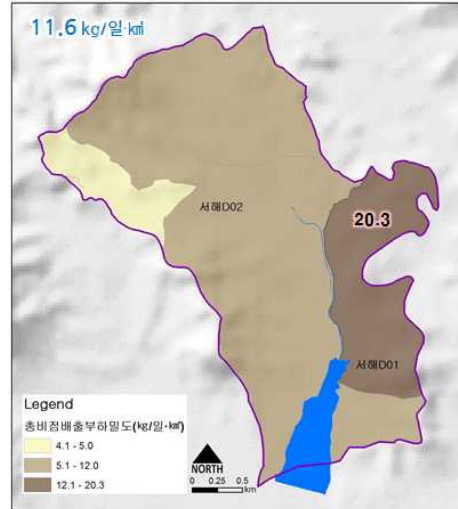 11.6 kg/일·㎢
20.3
서해D02
서해D01
Legend
총비점배출부하밀도(kg/일·㎢)
4.1 - 5.0
5.1 - 12.0
12.1 - 20.3
NORTH
0 0.25 0.5
km